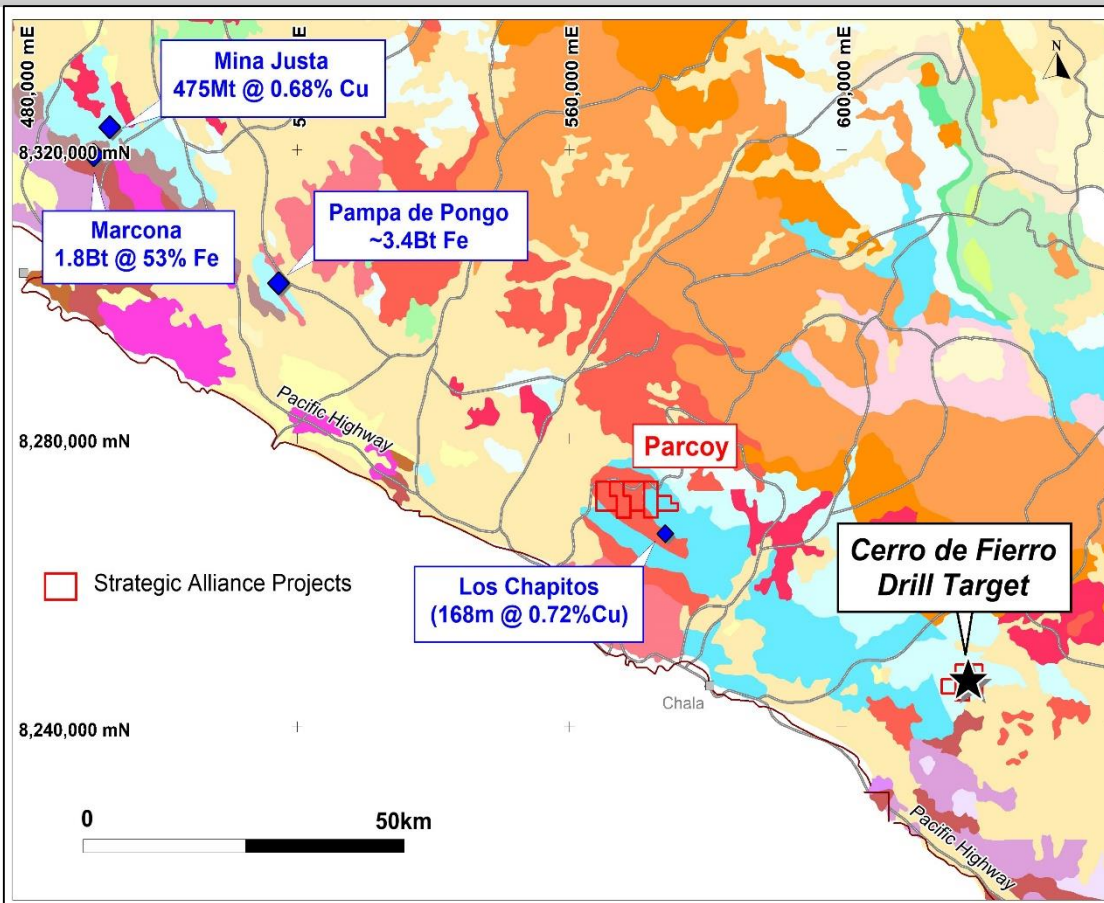 480,000 mE
Mina Justa
475Mt @ 0.68% Cu
E
560,000 mE
600,000 mE
N
8,320,000 mN
Marcona
1.8Bt @ 53% Fe
Pampa de Pongo
~3.4Bt Fe
Pacific Highway
8,280,000 mN
Parcoy
Strategic Alliance Projects
Los Chapitos
(168m @ 0.72%Cu)
Cerro de Fierro
Drill Target
Chala
8,240,000 mN
0
50km
Pacific Highway